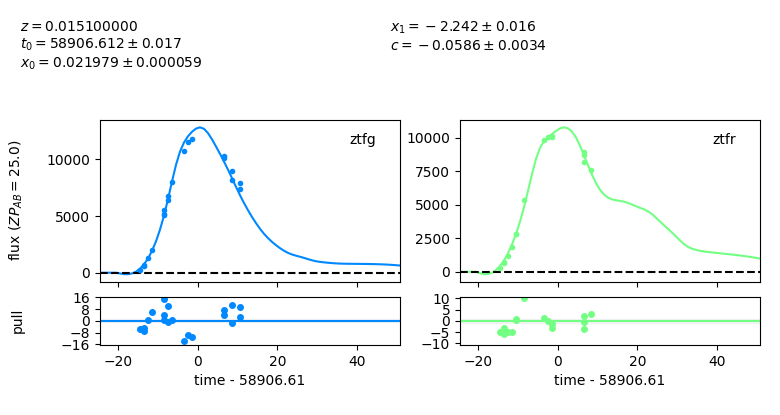 z = 0.015100000
t₀ = 58906.612 ± 0.017
x₀ = 0.021979 ± 0.000059
x₁ = −2.242 ± 0.016
c = −0.0586 ± 0.0034
flux (ZP_AB = 25.0)
10000
5000
0
ztfg
10000
7500
5000
2500
0
ztfr
pull
16
8
0
−8
−16
10
5
0
−5
−10
−20 0 20 40
−20 0 20 40
time - 58906.61
time - 58906.61